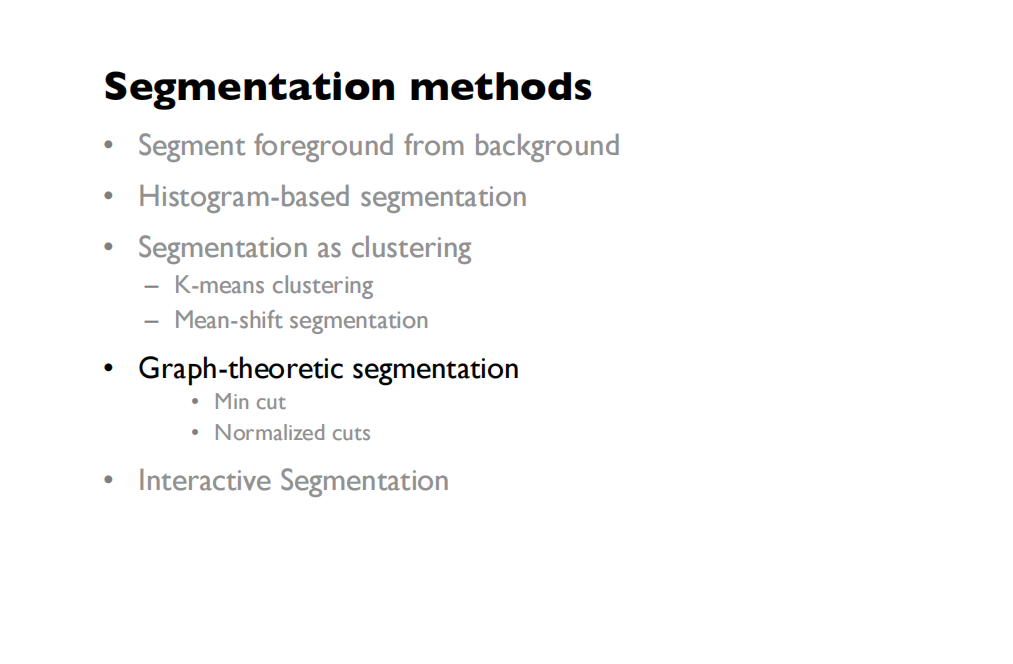 Segmentation methods
• Segment foreground from background
• Histogram-based segmentation
• Segmentation as clustering
– K-means clustering
– Mean-shift segmentation
• Graph-theoretic segmentation
• Min cut
• Normalized cuts
• Interactive Segmentation